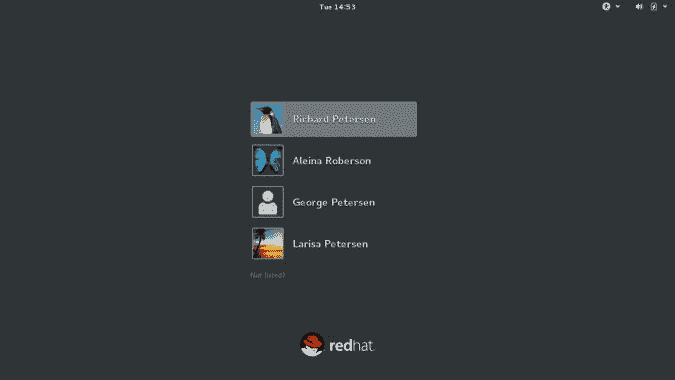 Tue 14:53
Richard Petersen
Aleina Roberson
George Petersen
Larisa Petersen
Not listed?
redhat.